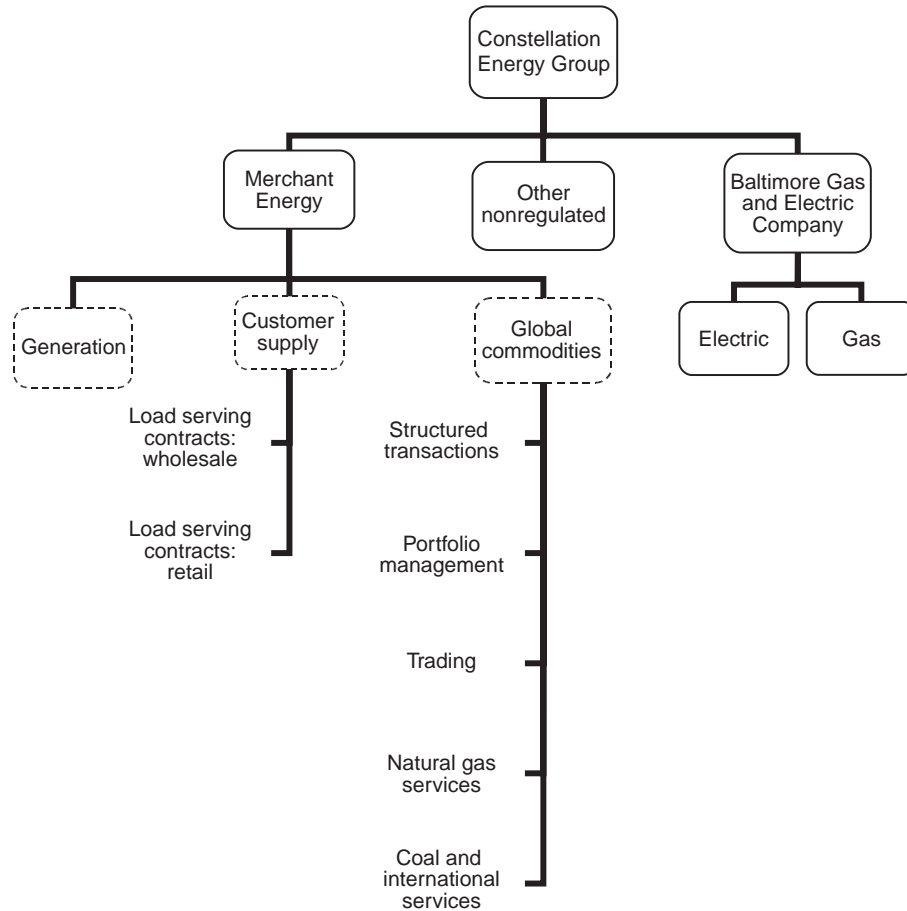 Constellation
Energy Group
Merchant
Energy
Other
nonregulated
Baltimore Gas
and Electric
Company
Generation
Customer
supply
Global
commodities
Electric
Gas
Load serving
contracts:
wholesale
Load serving
contracts:
retail
Structured
transactions
Portfolio
management
Trading
Natural gas
services
Coal and
international
services